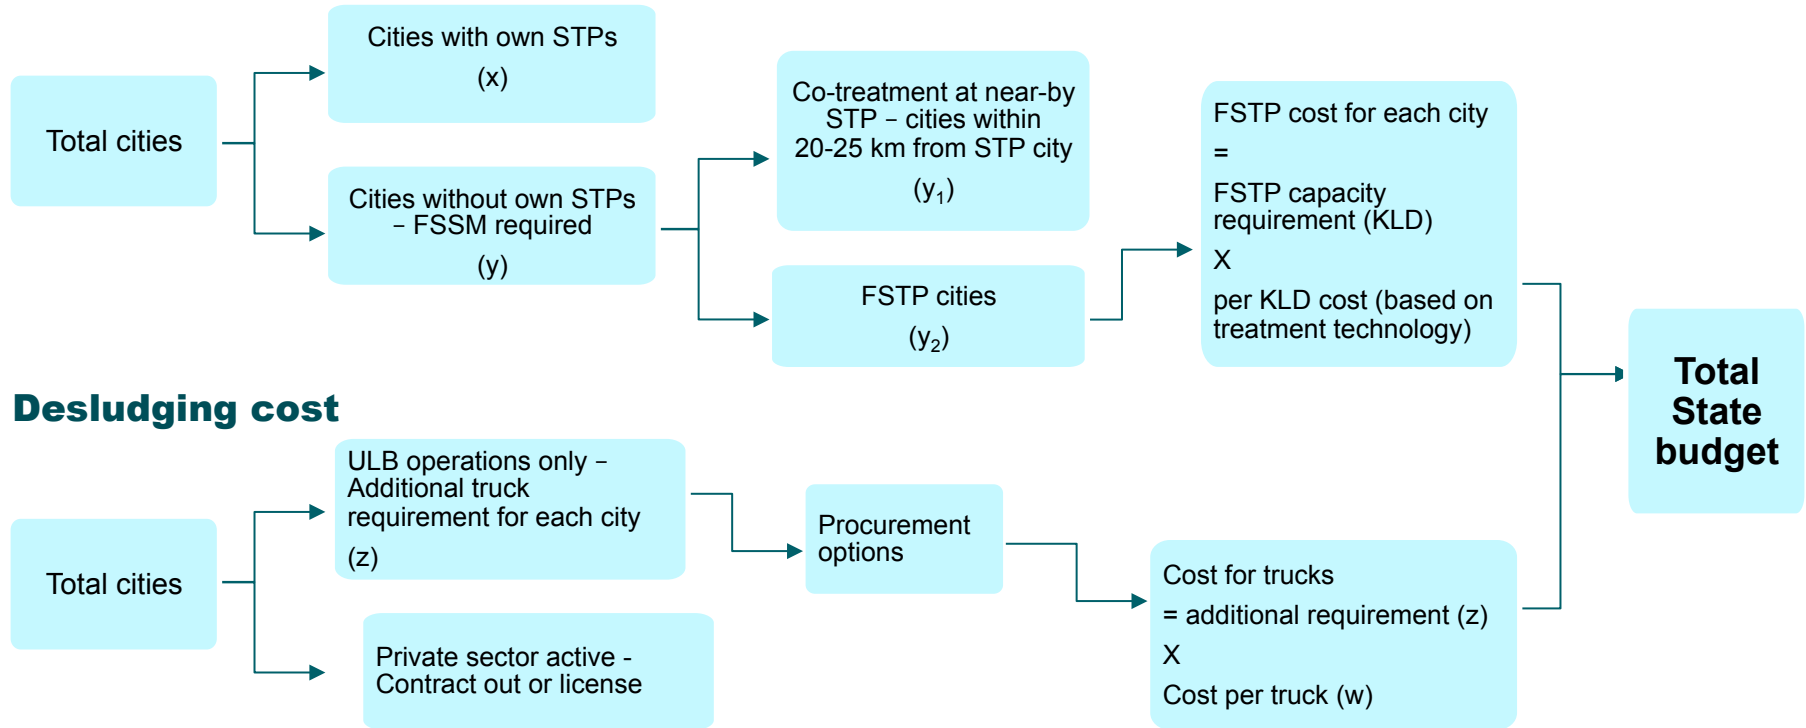 Total cities
Cities with own STPs
(x)
Cities without own STPs
– FSSM required
(y)
Co-treatment at near-by
STP – cities within
20-25 km from STP city
(y₁)
FSTP cities
(y₂)
FSTP cost for each city
=
FSTP capacity
requirement (KLD)
X
per KLD cost (based on
treatment technology)
Total
State
budget
Desludging cost
Total cities
ULB operations only –
Additional truck
requirement for each city
(z)
Private sector active -
Contract out or license
Procurement
options
Cost for trucks
= additional requirement (z)
X
Cost per truck (w)